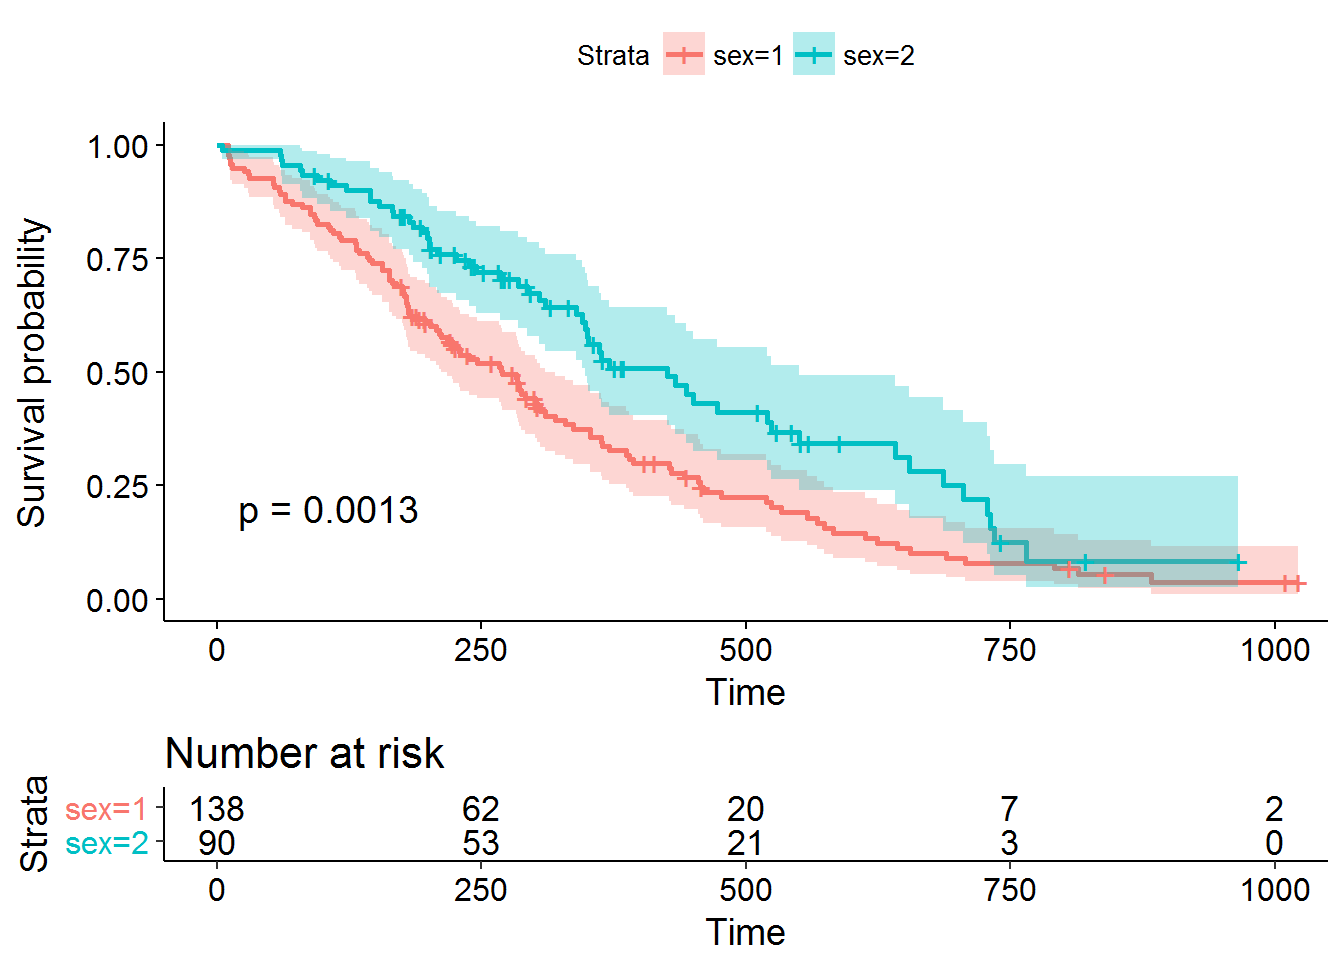 Strata sex=1 sex=2
1.00
0.75
0.50
0.25
0.00
Survival probability
p = 0.0013
0 250 500 750 1000
Time
Number at risk
Strata
sex=1 138 62 20 7 2
sex=2 90 53 21 3 0
0 250 500 750 1000
Time